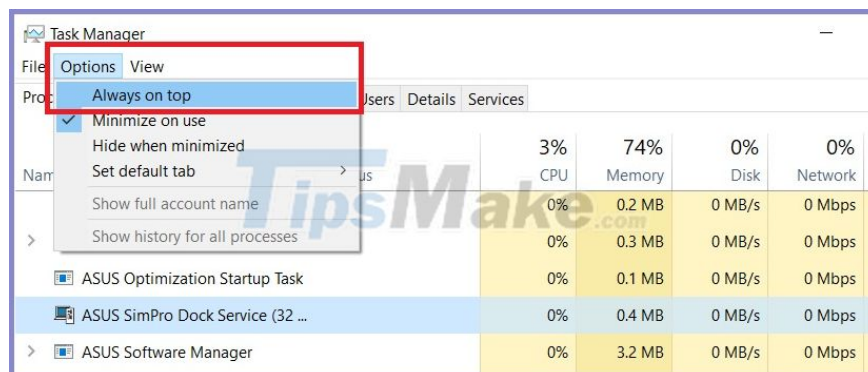 Task Manager
File Options View
Always on top
Users Details Services
Minimize on use
Hide when minimized
3% 74% 0% 0%
Set default tab
CPU Memory Disk Network
Show full account name
0% 0.2 MB 0 MB/s 0 Mbps
Show history for all processes
0% 0.3 MB 0 MB/s 0 Mbps
ASUS Optimization Startup Task 0% 0.1 MB 0 MB/s 0 Mbps
ASUS SimPro Dock Service (32 ... 0% 0.4 MB 0 MB/s 0 Mbps
ASUS Software Manager 0% 3.2 MB 0 MB/s 0 Mbps
TipsMake.com